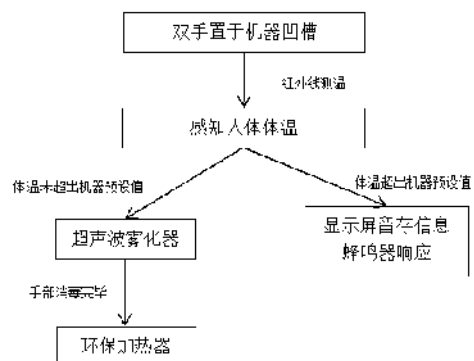 双手置于机器凹槽
红外线测温
感知人体体温
体温未超出机器预设值
体温超出机器预设值
超声波雾化器
显示屏留存信息
蜂鸣器响应
手部消毒完毕
环保加热器